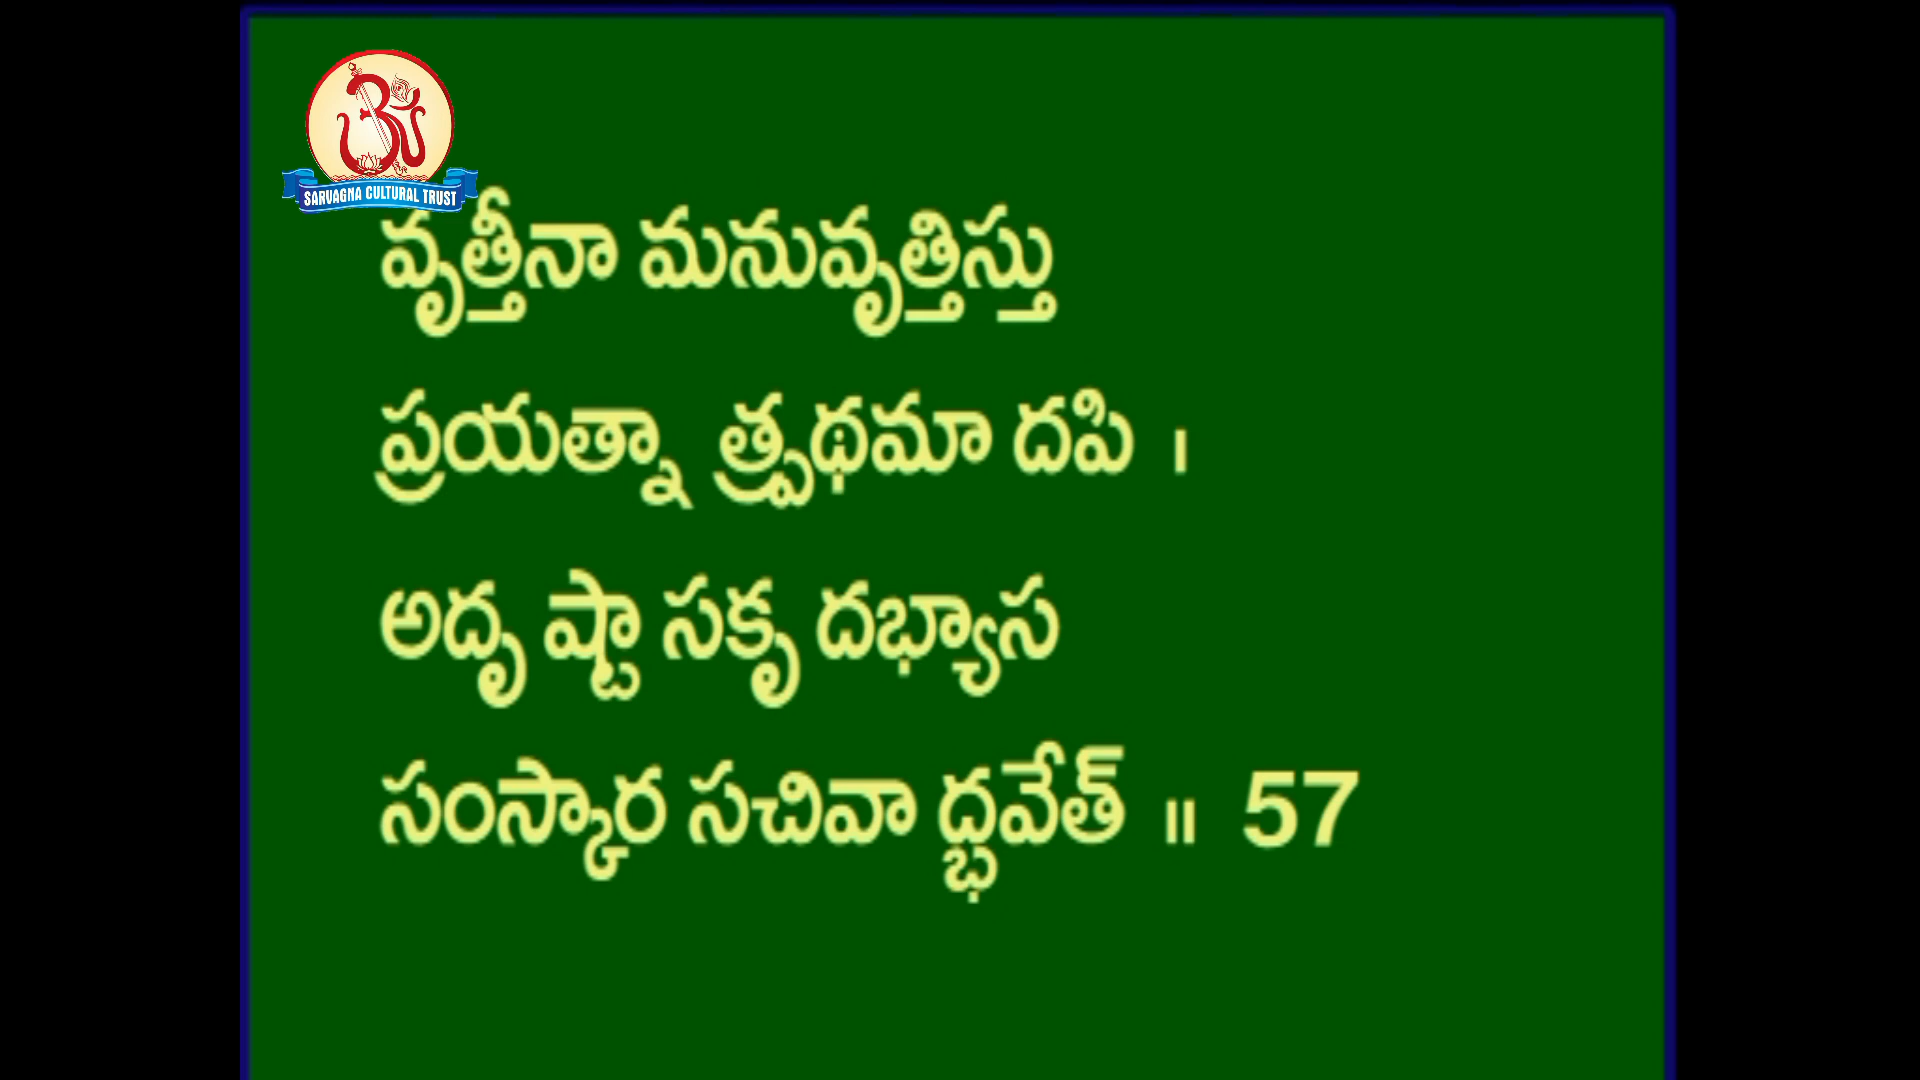 SARVAGNA CULTURAL TRUST
వృత్తీనా మనువృత్తిస్తు
ప్రయత్నా త్ప్రథమా దపి ।
అదృ ష్టా సకృ దభ్యాస
సంస్కార సచివా ద్భవేత్ ॥ 57